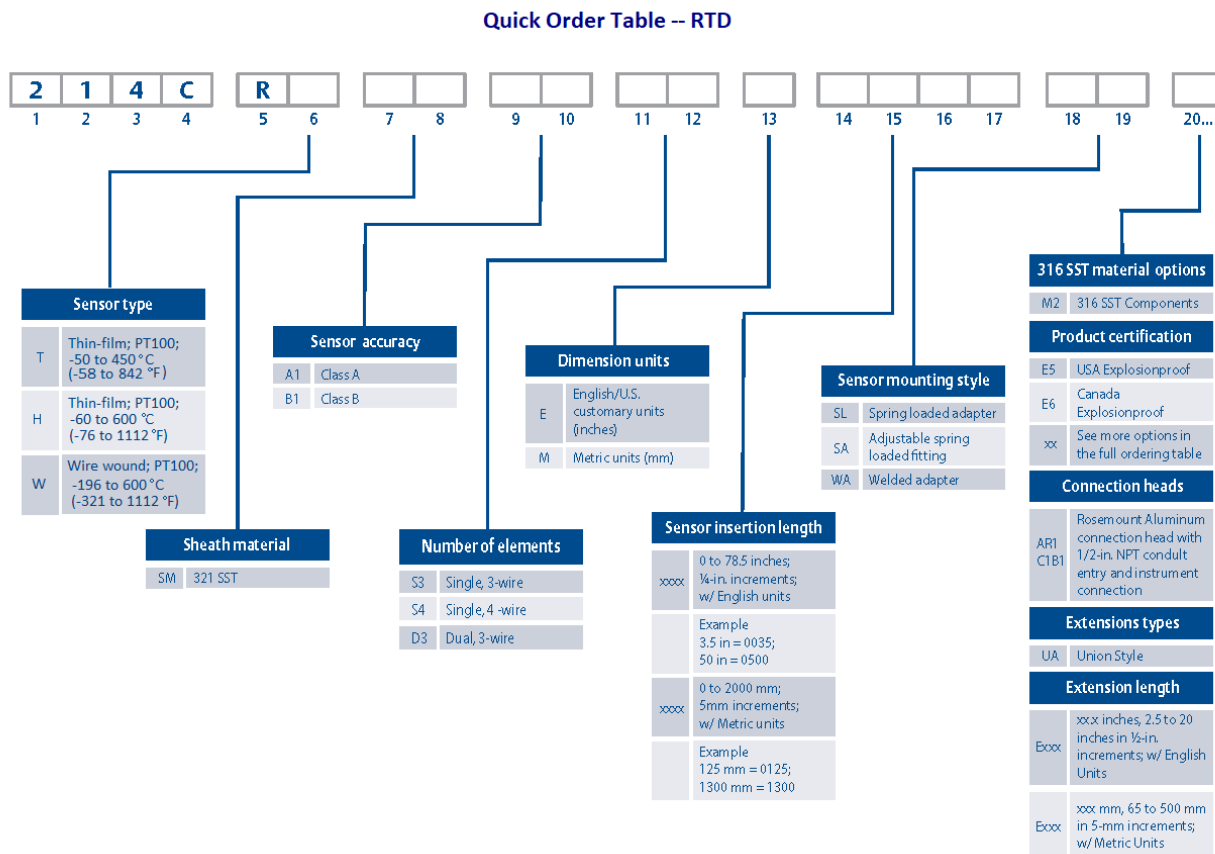 Quick Order Table -- RTD
2 1 4 C R
1 2 3 4 5 6 7 8 9 10 11 12 13 14 15 16 17 18 19 20...
Sensor type
T Thin-film; PT100;
-50 to 450 °C
(-58 to 842 °F)
H Thin-film; PT100;
-60 to 600 °C
(-76 to 1112 °F)
W Wire wound; PT100;
-196 to 600 °C
(-321 to 1112 °F)
Sheath material
SM 321 SST
Sensor accuracy
A1 Class A
B1 Class B
Number of elements
S3 Single, 3-wire
S4 Single, 4 -wire
D3 Dual, 3-wire
Dimension units
E English/U.S.
customary units
(inches)
M Metric units (mm)
Sensor insertion length
xxxx 0 to 78.5 inches;
¼-in. increments;
w/ English units
Example
3.5 in = 0035;
50 in = 0500
xxxx 0 to 2000 mm;
5mm increments;
w/ Metric units
Example
125 mm = 0125;
1300 mm = 1300
Sensor mounting style
SL Spring loaded adapter
SA Adjustable spring
loaded fitting
WA Welded adapter
316 SST material options
M2 316 SST Components
Product certification
E5 USA Explosionproof
E6 Canada
Explosionproof
xx See more options in
the full ordering table
Connection heads
AR1
C1B1
Rosemount Aluminum
connection head with
1/2-in. NPT conduit
entry and instrument
connection
Extensions types
UA Union Style
Extension length
Exxx xx.x inches, 2.5 to 20
inches in ½-in.
increments; w/ English
Units
Exxx xxx mm, 65 to 500 mm
in 5-mm increments;
w/ Metric Units